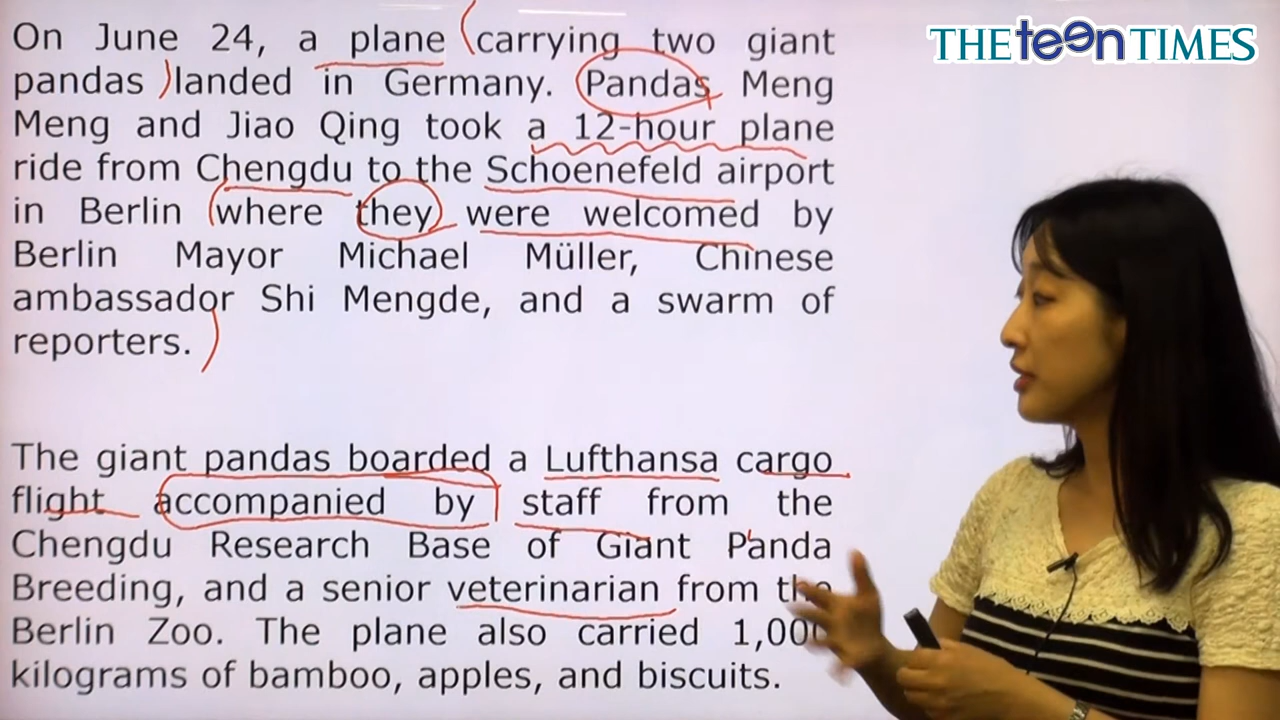 THE teen TIMES
On June 24, a plane carrying two giant
pandas landed in Germany. Pandas Meng
Meng and Jiao Qing took a 12-hour plane
ride from Chengdu to the Schoenefeld airport
in Berlin where they were welcomed by
Berlin Mayor Michael Müller, Chinese
ambassador Shi Mengde, and a swarm of
reporters.
The giant pandas boarded a Lufthansa cargo
flight accompanied by staff from the
Chengdu Research Base of Giant Panda
Breeding, and a senior veterinarian from the
Berlin Zoo. The plane also carried 1,000
kilograms of bamboo, apples, and biscuits.